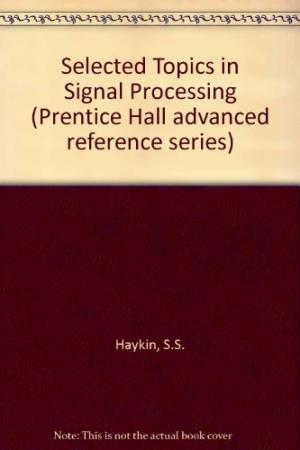 Selected Topics in
Signal Processing
(Prentice Hall advanced
reference series)
Haykin, S.S.
Note: This is not the actual book cover